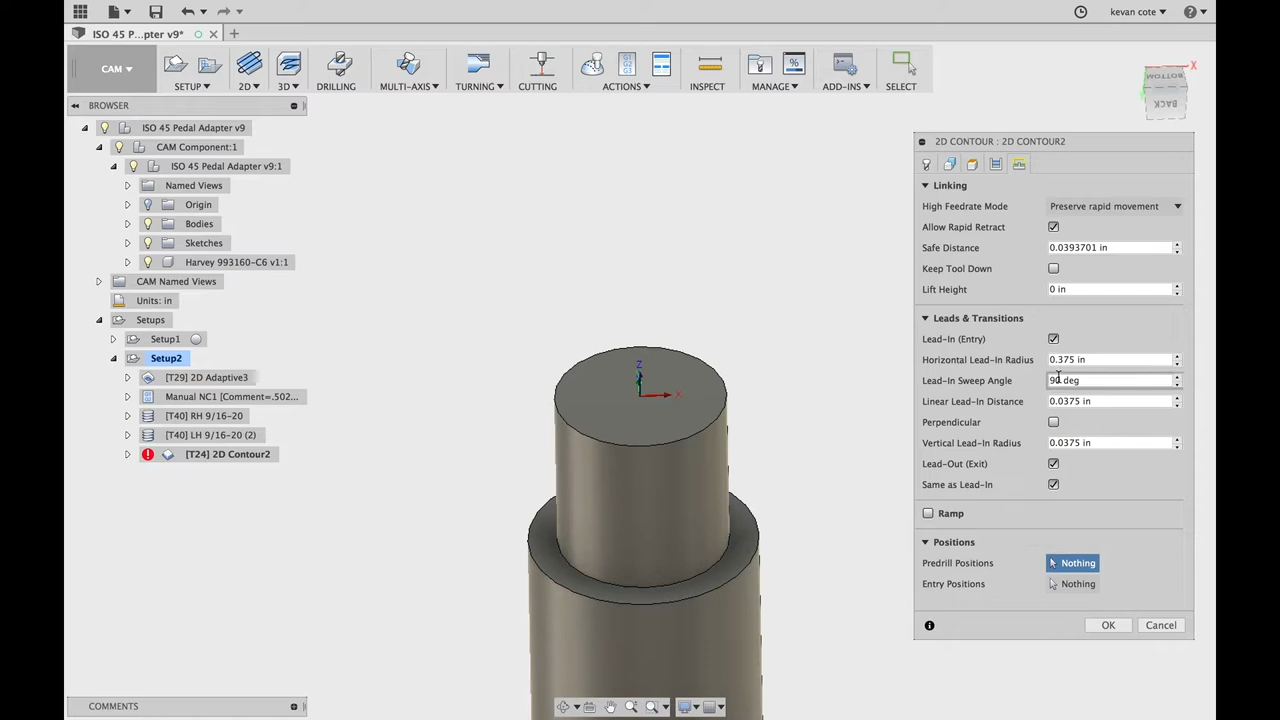 kevan cote
ISO 45 P...pter v9*
CAM
SETUP
2D
3D
DRILLING
MULTI-AXIS
TURNING
CUTTING
G1
G2
G3
ACTIONS
INSPECT
%
MANAGE
ADD-INS
SELECT
BOTTOM
BACK
X
BROWSER
ISO 45 Pedal Adapter v9
CAM Component:1
ISO 45 Pedal Adapter v9:1
Named Views
Origin
Bodies
Sketches
Harvey 993160-C6 v1:1
CAM Named Views
Units: in
Setups
Setup1
Setup2
[T29] 2D Adaptive3
Manual NC1 [Comment=.502...
[T40] RH 9/16-20
[T40] LH 9/16-20 (2)
[T24] 2D Contour2
Z
X
2D CONTOUR : 2D CONTOUR2
Linking
High Feedrate Mode Preserve rapid movement
Allow Rapid Retract
Safe Distance 0.0393701 in
Keep Tool Down
Lift Height 0 in
Leads & Transitions
Lead-In (Entry)
Horizontal Lead-In Radius 0.375 in
Lead-In Sweep Angle 90 deg
Linear Lead-In Distance 0.0375 in
Perpendicular
Vertical Lead-In Radius 0.0375 in
Lead-Out (Exit)
Same as Lead-In
Ramp
Positions
Predrill Positions Nothing
Entry Positions Nothing
OK Cancel
COMMENTS